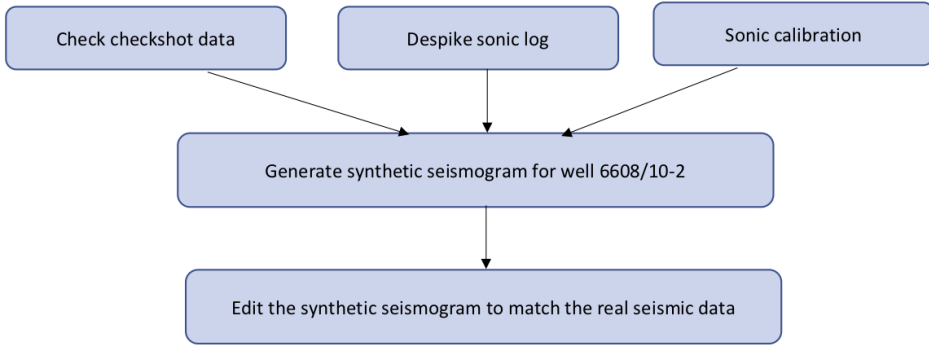 Check checkshot data
Despike sonic log
Sonic calibration
Generate synthetic seismogram for well 6608/10-2
Edit the synthetic seismogram to match the real seismic data